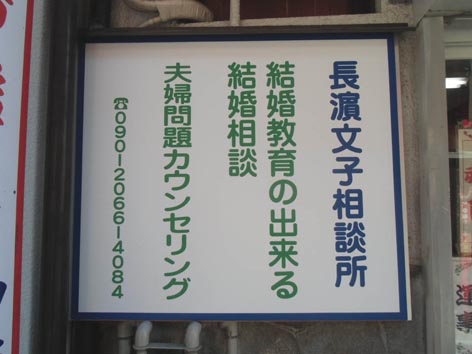 長濱文子相談所
結婚教育の出来る
結婚相談
夫婦問題カウンセリング
☎090-2066-4084